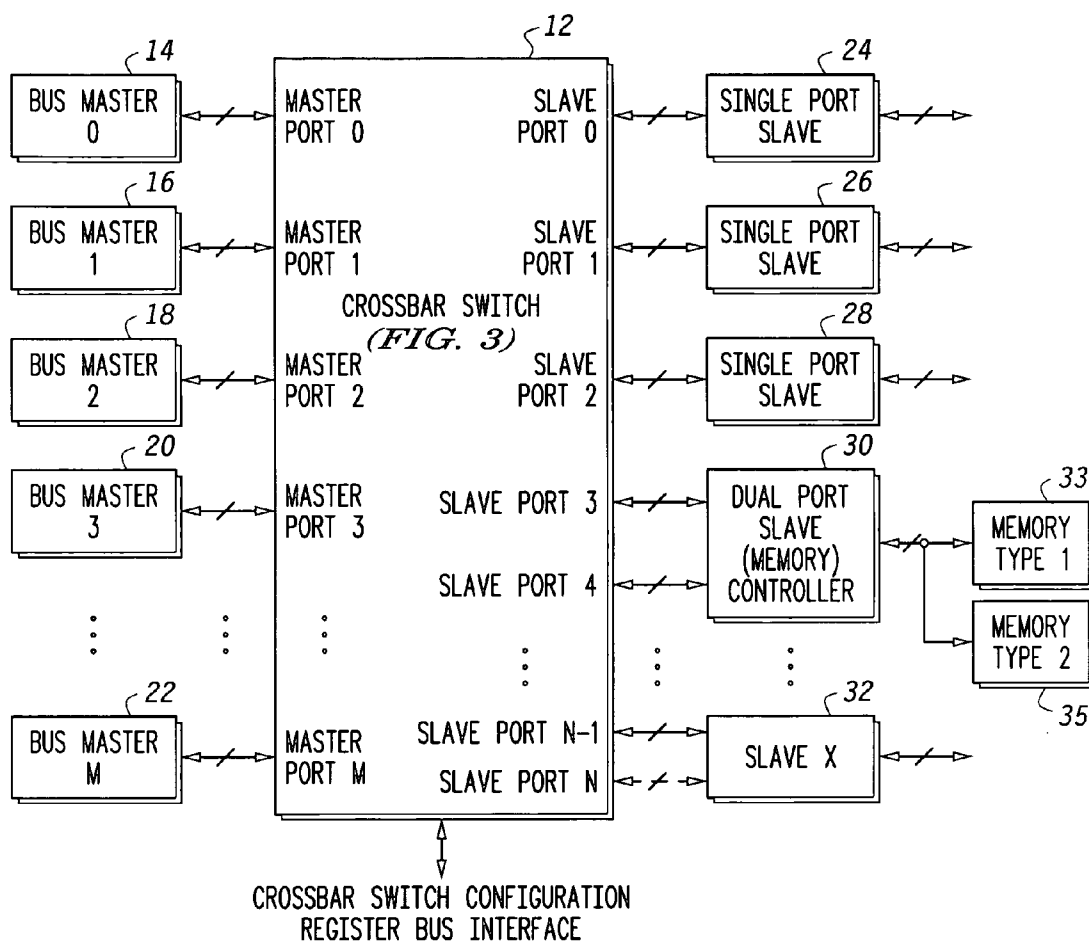 12
14
BUS MASTER
0
MASTER
PORT 0
SLAVE
PORT 0
24
SINGLE PORT
SLAVE
16
BUS MASTER
1
MASTER
PORT 1
SLAVE
PORT 1
26
SINGLE PORT
SLAVE
CROSSBAR SWITCH
(FIG. 3)
18
BUS MASTER
2
MASTER
PORT 2
SLAVE
PORT 2
28
SINGLE PORT
SLAVE
20
BUS MASTER
3
MASTER
PORT 3
SLAVE PORT 3
SLAVE PORT 4
30
DUAL PORT
SLAVE
(MEMORY)
CONTROLLER
33
MEMORY
TYPE 1
MEMORY
TYPE 2
35
22
BUS MASTER
M
MASTER
PORT M
SLAVE PORT N-1
SLAVE PORT N
32
SLAVE X
CROSSBAR SWITCH CONFIGURATION
REGISTER BUS INTERFACE